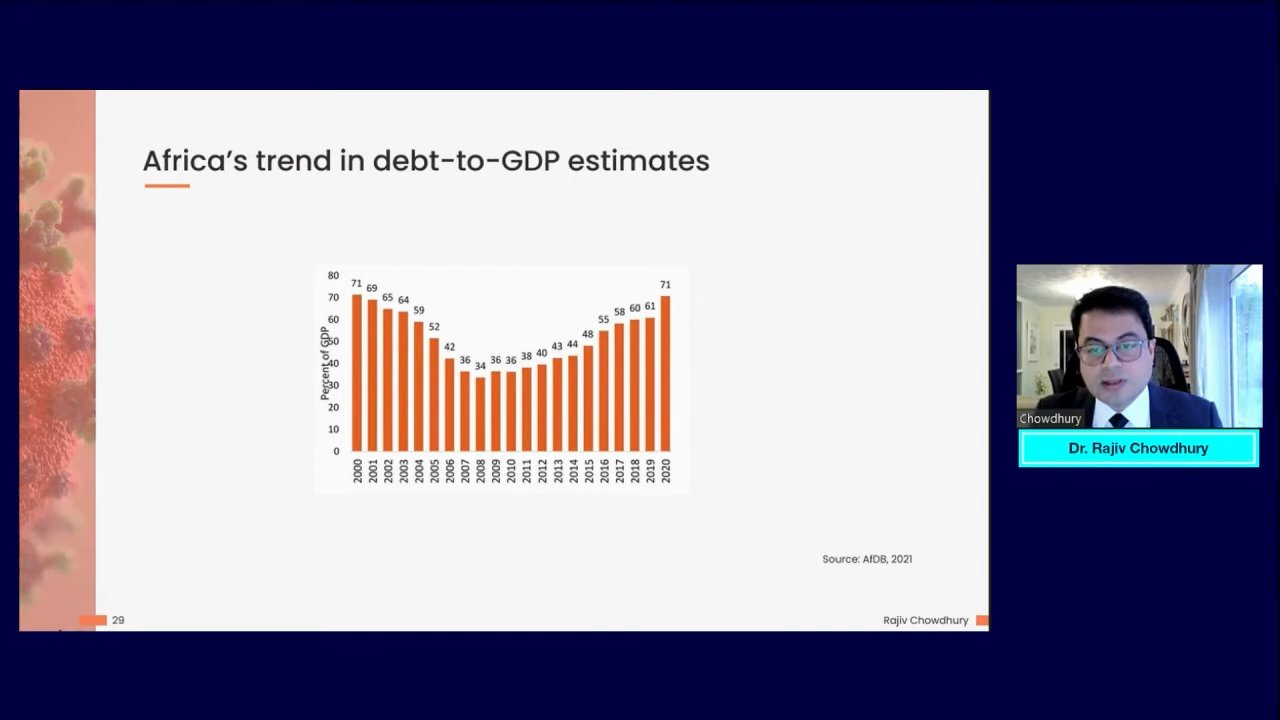 Africa's trend in debt-to-GDP estimates
Percent of GDP
80
70
60
50
40
30
20
10
0
71 69 65 64 59 52 42 36 34 36 36 38 40 43 44 48 55 58 60 61 71
2000 2001 2002 2003 2004 2005 2006 2007 2008 2009 2010 2011 2012 2013 2014 2015 2016 2017 2018 2019 2020
Source: AfDB, 2021
29
Rajiv Chowdhury
Chowdhury
Dr. Rajiv Chowdhury